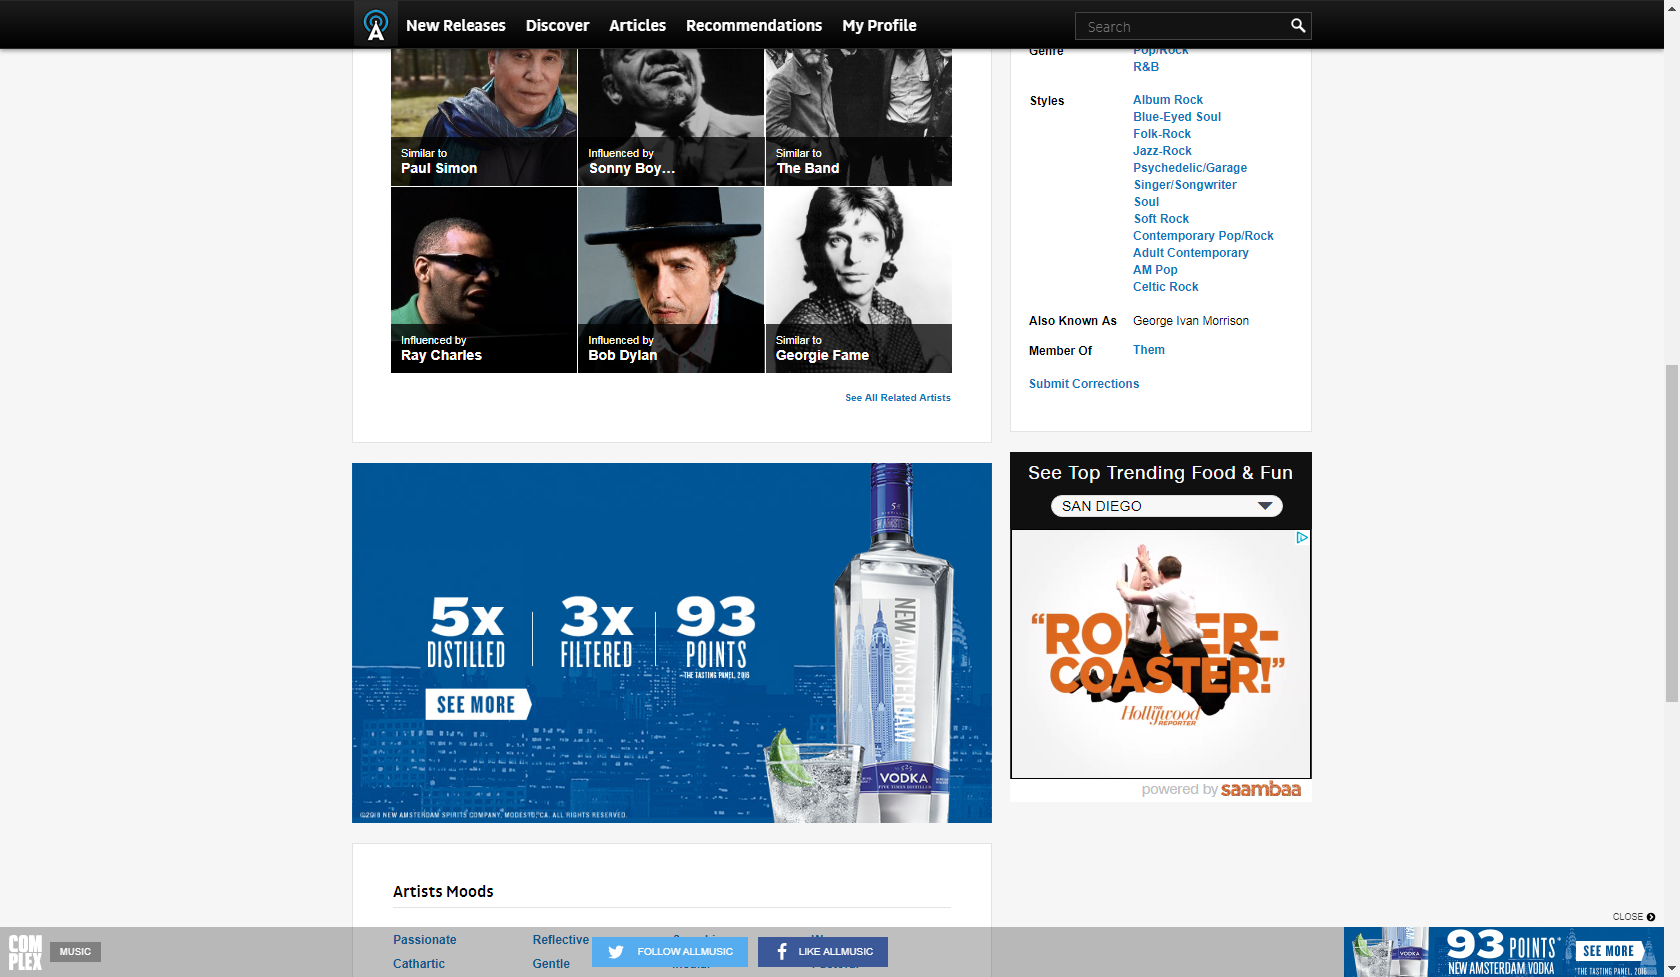 New Releases
Discover
Articles
Recommendations
My Profile
Search
Similar to
Paul Simon
Influenced by
Sonny Boy...
Similar to
The Band
Influenced by
Ray Charles
Influenced by
Bob Dylan
Similar to
Georgie Fame
See All Related Artists
Genre
Pop/Rock
R&B
Styles
Album Rock
Blue-Eyed Soul
Folk-Rock
Jazz-Rock
Psychedelic/Garage
Singer/Songwriter
Soul
Soft Rock
Contemporary Pop/Rock
Adult Contemporary
AM Pop
Celtic Rock
Also Known As
George Ivan Morrison
Member Of
Them
Submit Corrections
5x
DISTILLED
3x
FILTERED
93
POINTS
–THE TASTING PANEL, 2016
SEE MORE
NEW AMSTERDAM
525
VODKA
FIVE TIMES DISTILLED
©2018 NEW AMSTERDAM SPIRITS COMPANY, MODESTO, CA. ALL RIGHTS RESERVED.
See Top Trending Food & Fun
SAN DIEGO
COASTER!”
THE
Hollywood
REPORTER
powered by saambaa
Artists Moods
Passionate
Reflective
Cathartic
Gentle
COMPLEX
MUSIC
FOLLOW ALLMUSIC
LIKE ALLMUSIC
CLOSE
93 POINTS*
NEW AMSTERDAM VODKA
SEE MORE
*THE TASTING PANEL, 2016